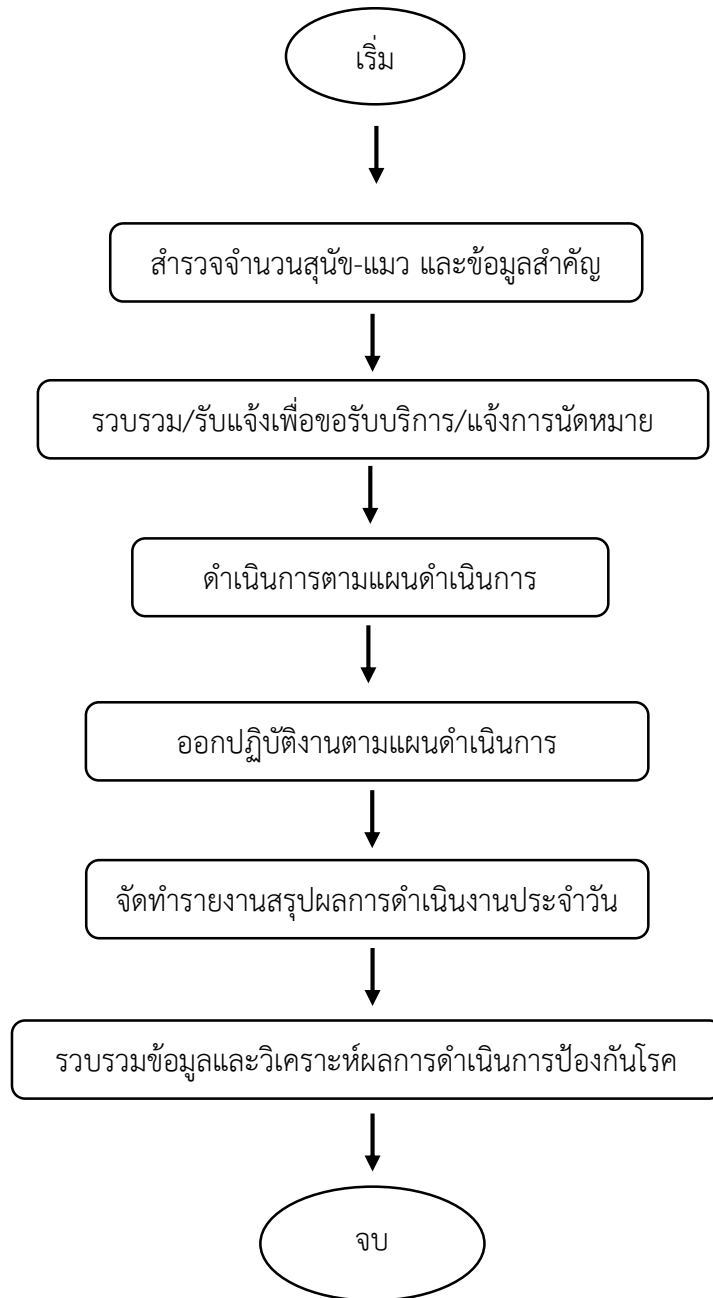 เริ่ม
สำรวจจำนวนสุนัข-แมว และข้อมูลสำคัญ
รวบรวม/รับแจ้งเพื่อขอรับบริการ/แจ้งการนัดหมาย
ดำเนินการตามแผนดำเนินการ
ออกปฏิบัติงานตามแผนดำเนินการ
จัดทำรายงานสรุปผลการดำเนินงานประจำวัน
รวบรวมข้อมูลและวิเคราะห์ผลการดำเนินการป้องกันโรค
จบ